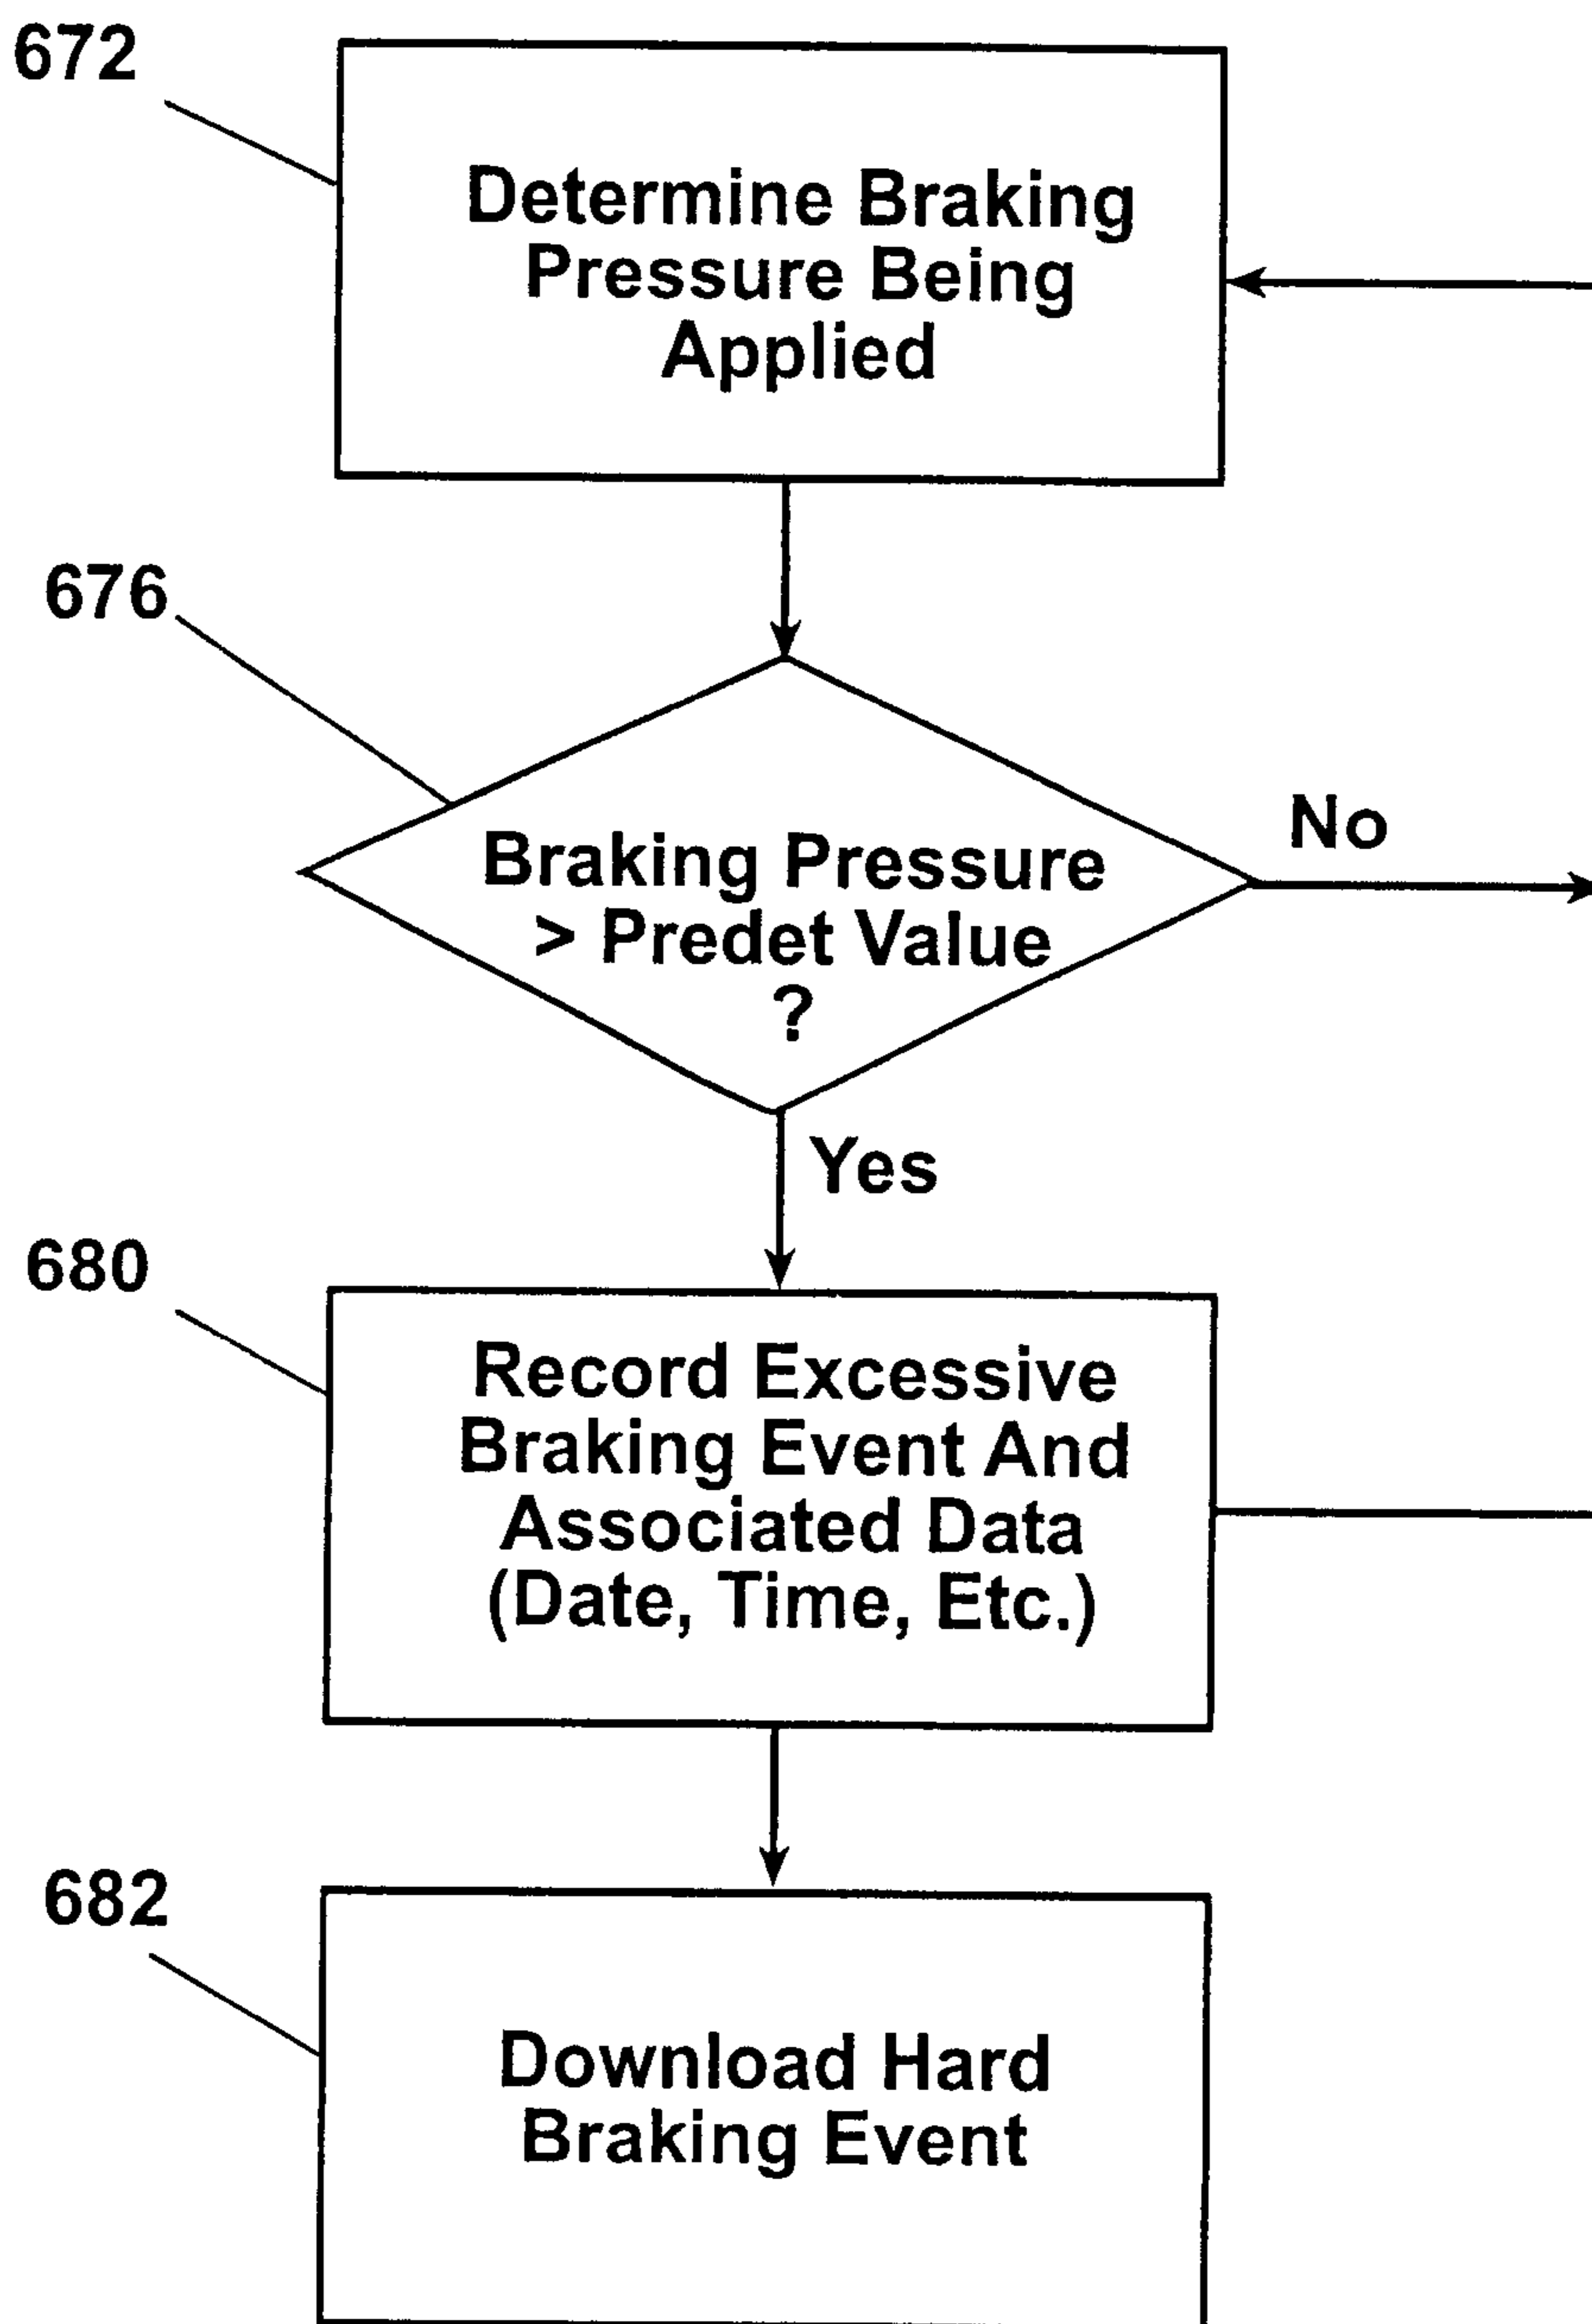 672
Determine Braking
Pressure Being
Applied
676
Braking Pressure
> Predet Value
?
No
Yes
680
Record Excessive
Braking Event And
Associated Data
(Date, Time, Etc.)
682
Download Hard
Braking Event